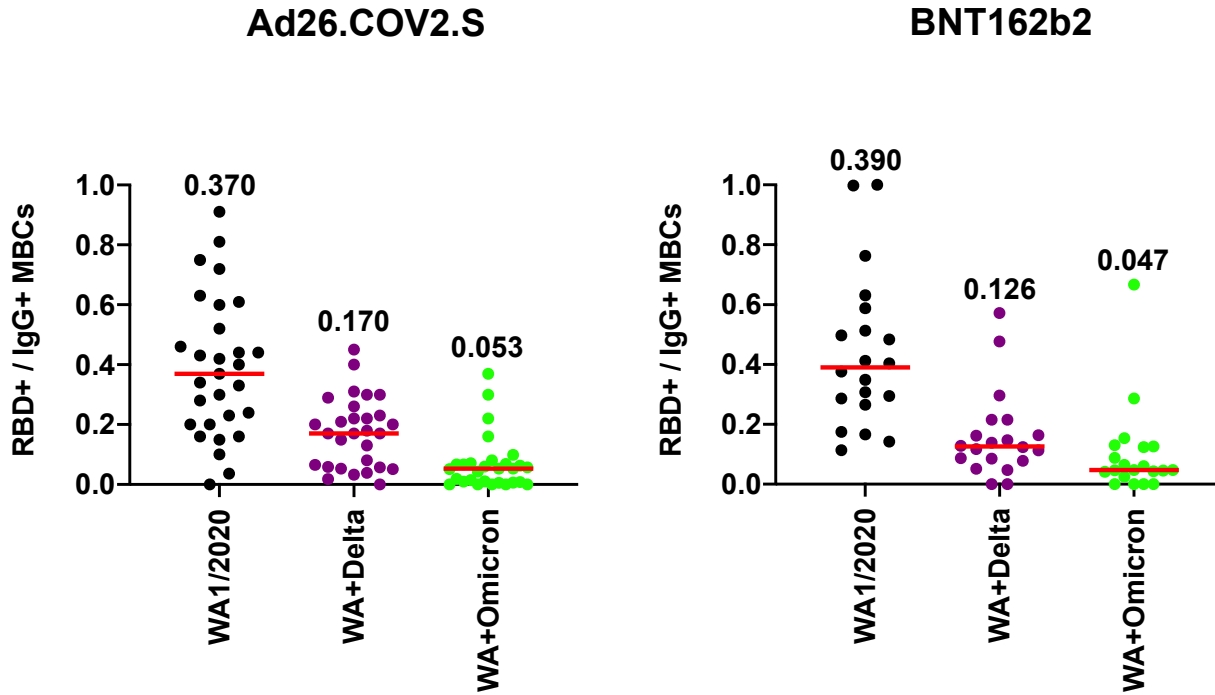 Ad26.COV2.S
RBD+ / IgG+ MBCs
1.0
0.8
0.6
0.4
0.2
0.0
0.370
0.170
0.053
WA1/2020
WA+Delta
WA+Omicron
BNT162b2
RBD+ / IgG+ MBCs
1.0
0.8
0.6
0.4
0.2
0.0
0.390
0.126
0.047
WA1/2020
WA+Delta
WA+Omicron